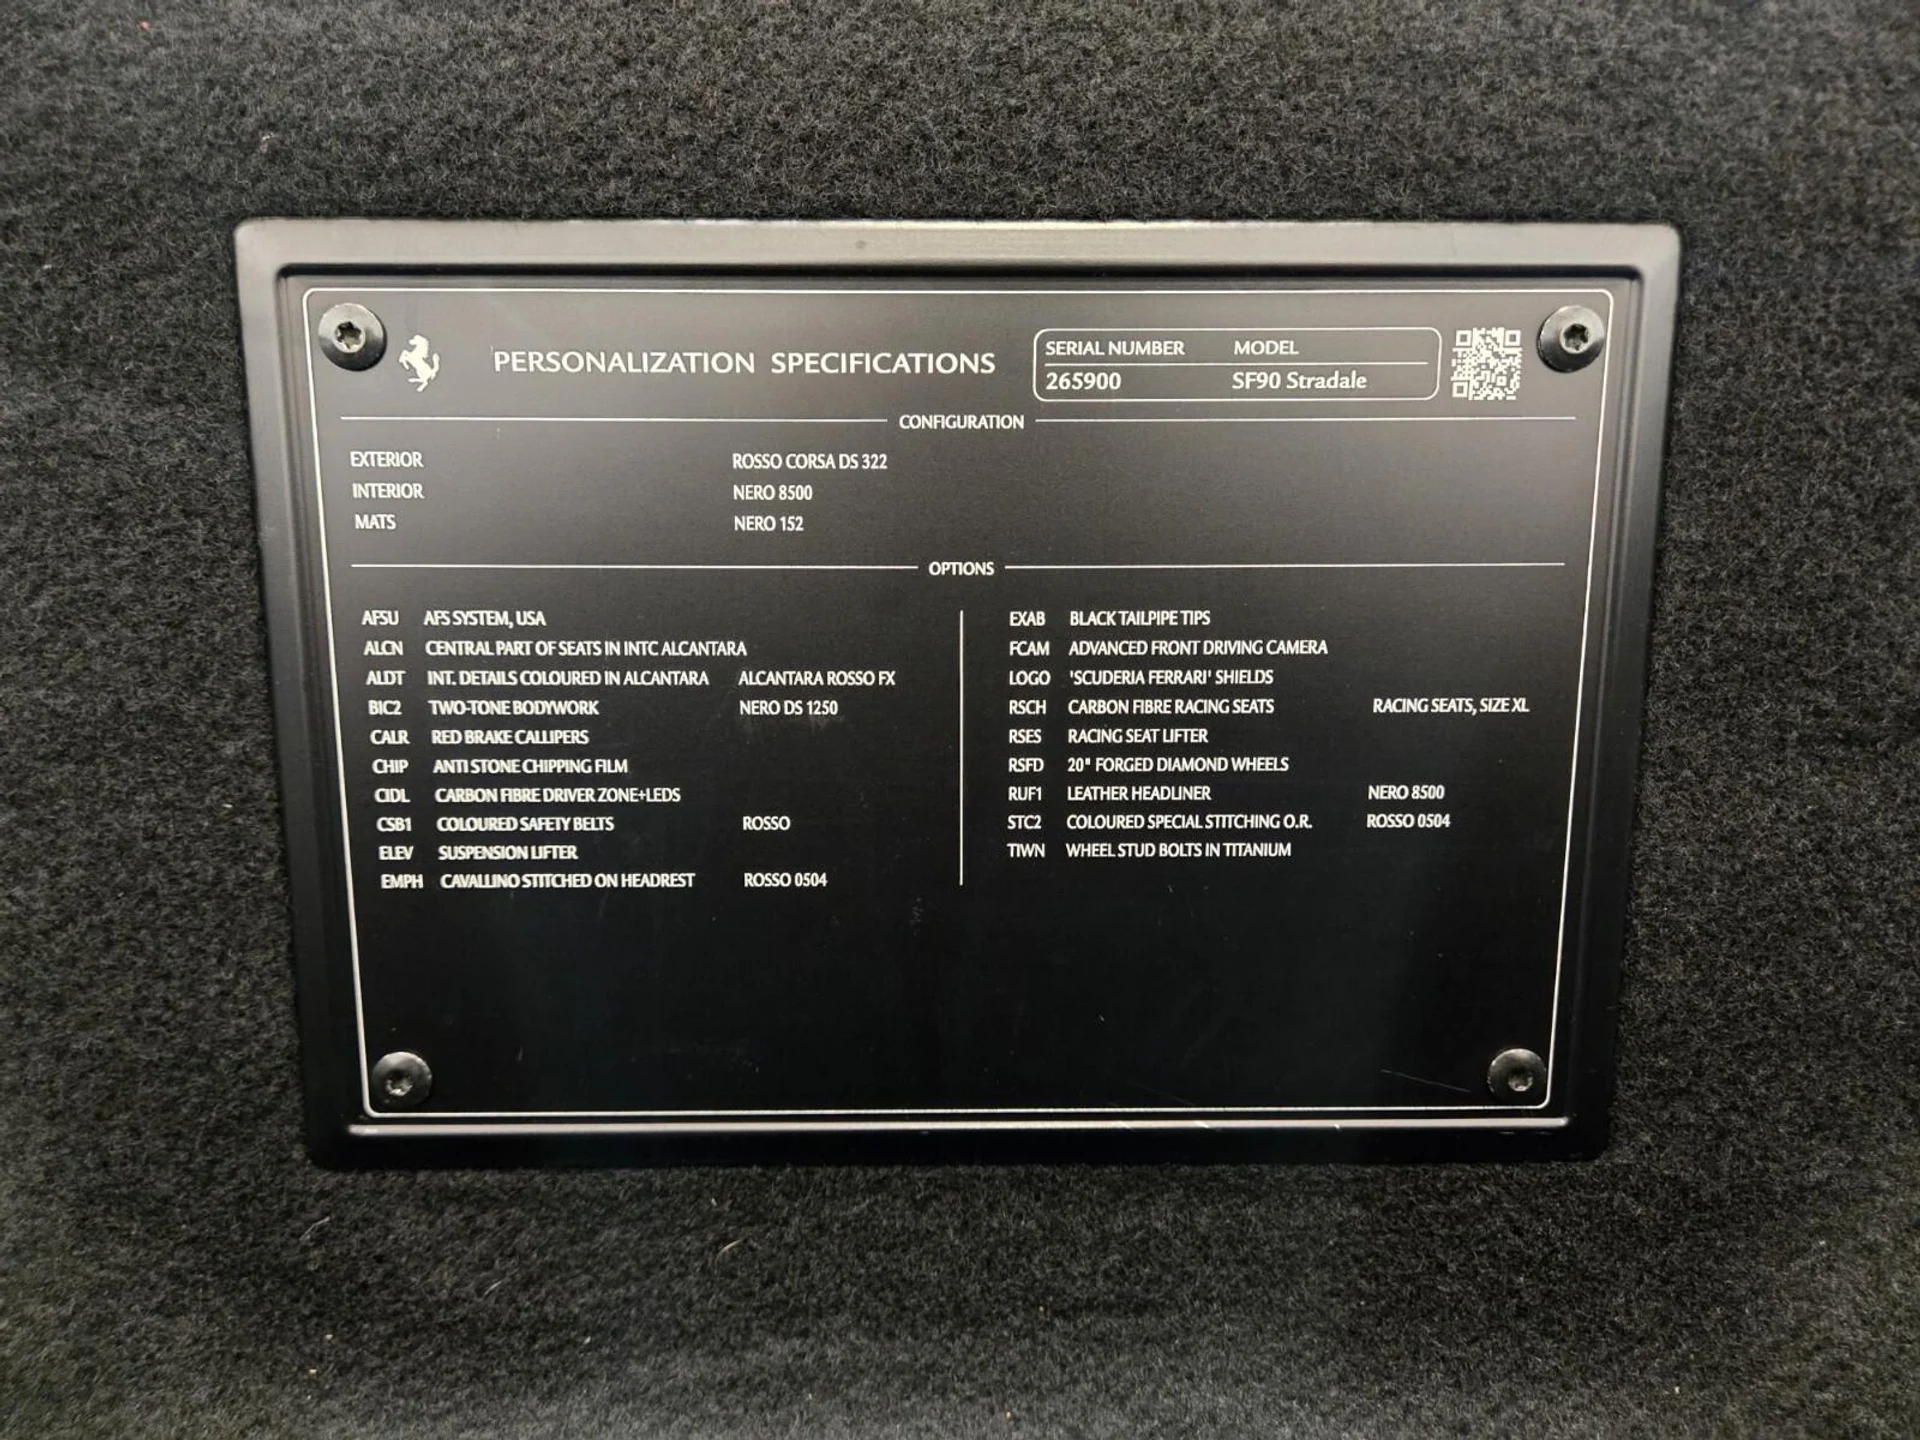 PERSONALIZATION SPECIFICATIONS
SERIAL NUMBER MODEL
265900 SF90 Stradale
CONFIGURATION
EXTERIOR ROSSO CORSA DS 322
INTERIOR NERO 8500
MATS NERO 152
OPTIONS
AFSU AFS SYSTEM, USA
ALCN CENTRAL PART OF SEATS IN INTC ALCANTARA
ALDT INT. DETAILS COLOURED IN ALCANTARA ALCANTARA ROSSO FX
BIC2 TWO-TONE BODYWORK NERO DS 1250
CALR RED BRAKE CALLIPERS
CHIP ANTI STONE CHIPPING FILM
CIDL CARBON FIBRE DRIVER ZONE+LEDS
CSB1 COLOURED SAFETY BELTS ROSSO
ELEV SUSPENSION LIFTER
EMPH CAVALLINO STITCHED ON HEADREST ROSSO 0504
EXAB BLACK TAILPIPE TIPS
FCAM ADVANCED FRONT DRIVING CAMERA
LOGO 'SCUDERIA FERRARI' SHIELDS
RSCH CARBON FIBRE RACING SEATS RACING SEATS, SIZE XL
RSES RACING SEAT LIFTER
RSFD 20" FORGED DIAMOND WHEELS
RUF1 LEATHER HEADLINER NERO 8500
STC2 COLOURED SPECIAL STITCHING O.R. ROSSO 0504
TIWN WHEEL STUD BOLTS IN TITANIUM